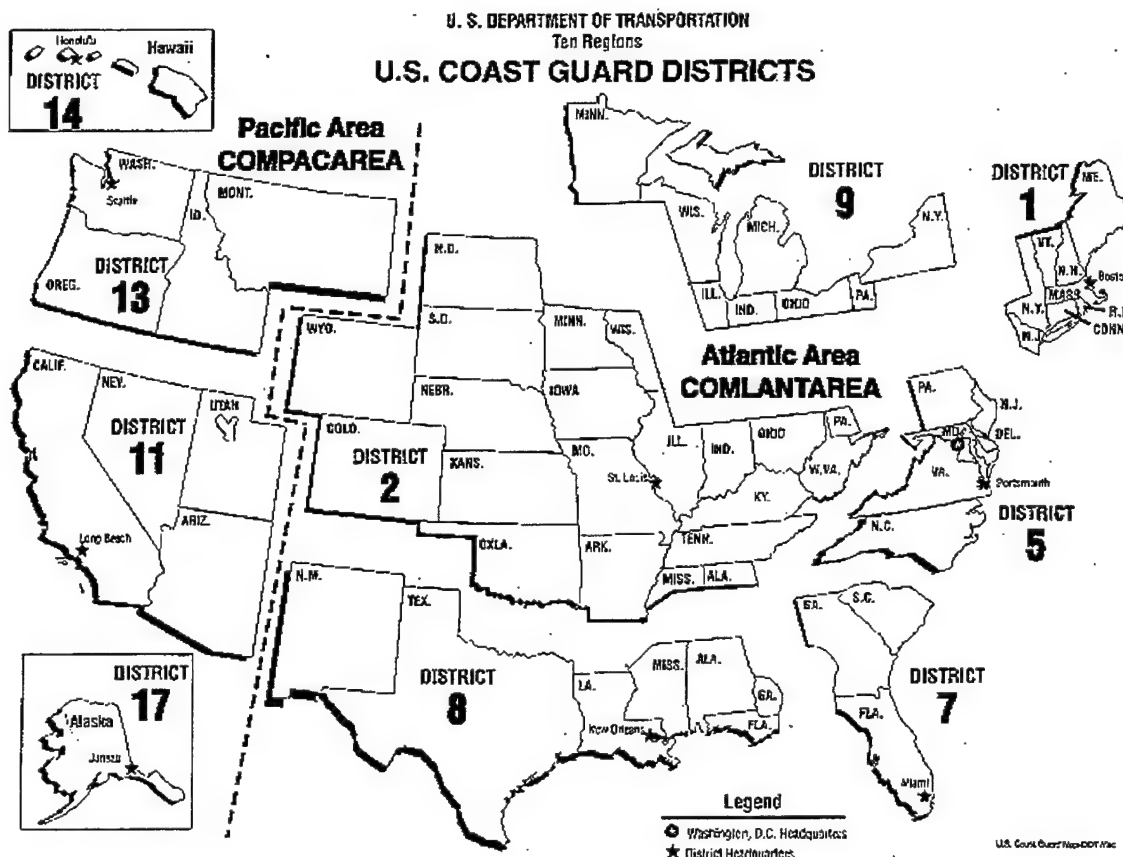 U. S. DEPARTMENT OF TRANSPORTATION
Ten Regions
U.S. COAST GUARD DISTRICTS
Honolulu
Hawaii
DISTRICT
14
Pacific Area
COMPACAREA
WASH.
Seattle
MONT.
ID.
OREG.
DISTRICT
13
MINN.
WIS.
MICH.
DISTRICT
9
N.Y.
ILL.
IND.
OHIO
PA.
DISTRICT
1
ME.
VT.
N.H.
Boston
MASS
N.Y.
R.I.
CONN
N.J.
CALIF.
NEV.
UTAH
DISTRICT
11
ARIZ.
Long Beach
N.D.
S.D.
WYO.
NEBR.
MINN.
WIS.
IOWA
COLO.
DISTRICT
2
KANS.
MO.
St. Louis
ILL.
IND.
OHIO
PA.
W.VA.
KY.
OKLA.
ARK.
TENN.
MISS.
ALA.
Atlantic Area
COMLANTAREA
PA.
N.J.
MD.
DEL.
VA.
Portsmouth
N.C.
DISTRICT
5
N.M.
TEX.
DISTRICT
8
LA.
MISS.
ALA.
GA.
FLA.
New Orleans
GA.
S.C.
FLA.
DISTRICT
7
Miami
DISTRICT
17
Alaska
Juneau
Legend
Washington, D.C. Headquarters
District Headquarters